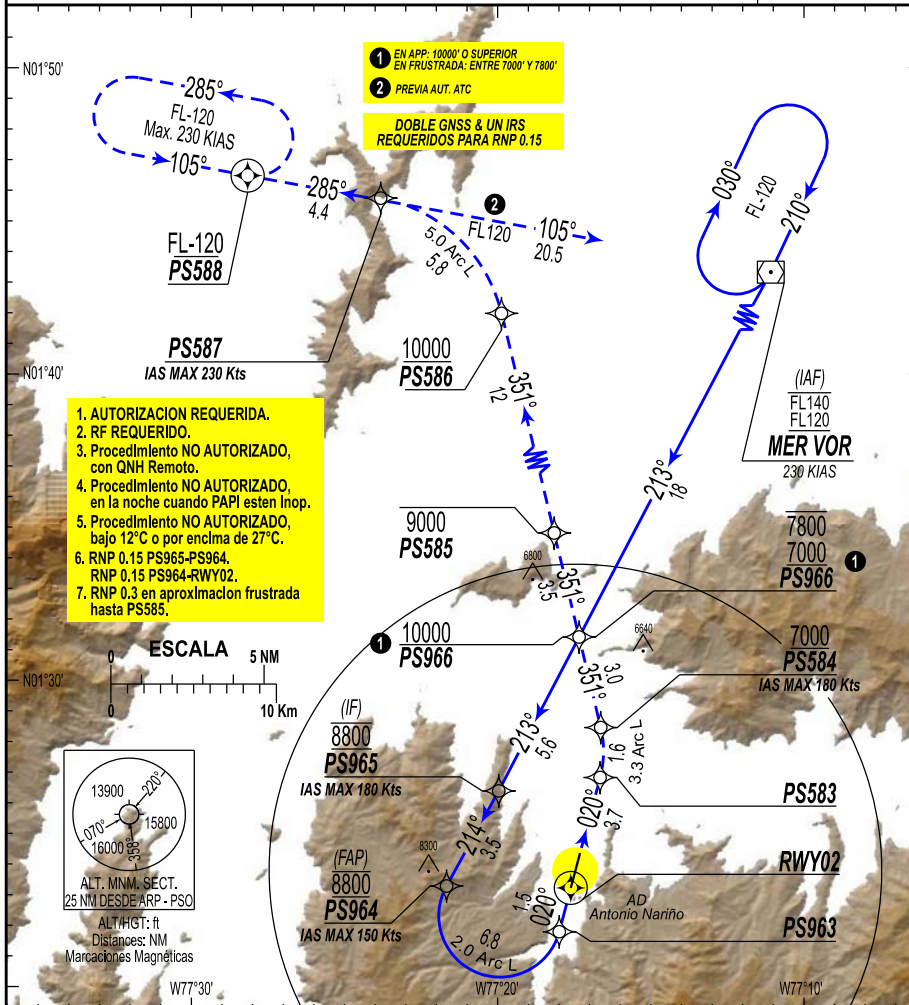 N01°50'
1 EN APP: 10000' O SUPERIOR
EN FRUSTRADA: ENTRE 7000' Y 7800'
2 PREVIA AUT. ATC
DOBLE GNSS & UN IRS
REQUERIDOS PARA RNP 0.15
285°
FL-120
Max. 230 KIAS
105°
285°
4.4
2
FL120
105°
20.5
5.0 Arc L
5.8
030°
FL-120
210°
FL-120
PS588
PS587
IAS MAX 230 Kts
10000
PS586
N01°40'
351°
12
(IAF)
FL140
FL120
MER VOR
230 KIAS
213°
18
1. AUTORIZACION REQUERIDA.
2. RF REQUERIDO.
3. Procedimiento NO AUTORIZADO,
con QNH Remoto.
4. Procedimiento NO AUTORIZADO,
en la noche cuando PAPI esten Inop.
5. Procedimiento NO AUTORIZADO,
bajo 12°C o por encima de 27°C.
6. RNP 0.15 PS965-PS964.
RNP 0.15 PS964-RWY02.
7. RNP 0.3 en aproximacion frustrada
hasta PS585.
9000
PS585
6800
351°
3.5
7800
7000
PS966 1
1 10000
PS966
6640
7000
PS584
IAS MAX 180 Kts
351°
3.0
N01°30'
ESCALA
0 5 NM
0 10 Km
(IF)
8800
PS965
IAS MAX 180 Kts
213°
5.6
1.6
3.3 Arc L
PS583
020°
3.7
13900
220°
070°
15800
16000
358°
ALT. MNM. SECT.
25 NM DESDE ARP - PSO
ALT/HGT: ft
Distances: NM
Marcaciones Magnéticas
214°
3.5
8300
(FAP)
8800
PS964
IAS MAX 150 Kts
RWY02
1.5
020°
AD
Antonio Nariño
PS963
6.8
2.0 Arc L
W77°30'
W77°20'
W77°10'